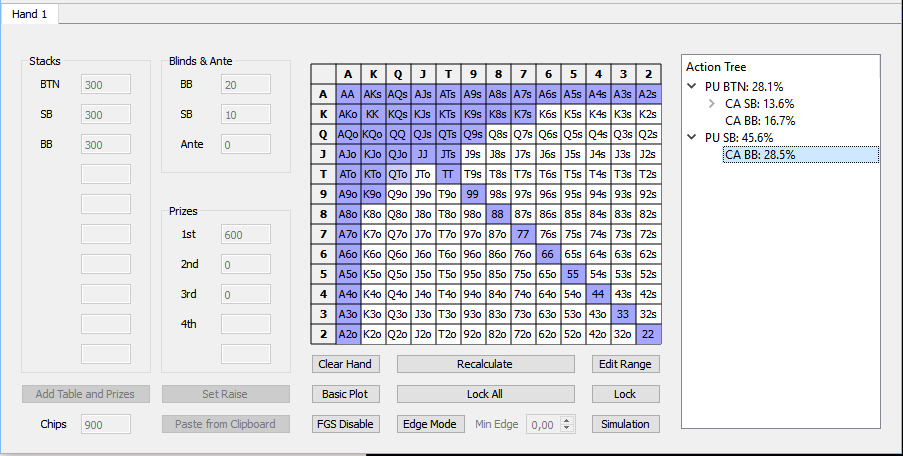 Hand 1
Stacks
BTN 300
SB 300
BB 300
Add Table and Prizes
Chips 900
Blinds & Ante
BB 20
SB 10
Ante 0
Prizes
1st 600
2nd 0
3rd 0
4th
Set Raise
Paste from Clipboard
A K Q J T 9 8 7 6 5 4 3 2
A AA AKs AQs AJs ATs A9s A8s A7s A6s A5s A4s A3s A2s
K AKo KK KQs KJs KTs K9s K8s K7s K6s K5s K4s K3s K2s
Q AQo KQo QQ QJs QTs Q9s Q8s Q7s Q6s Q5s Q4s Q3s Q2s
J AJo KJo QJo JJ JTs J9s J8s J7s J6s J5s J4s J3s J2s
T ATo KTo QTo JTo TT T9s T8s T7s T6s T5s T4s T3s T2s
9 A9o K9o Q9o J9o T9o 99 98s 97s 96s 95s 94s 93s 92s
8 A8o K8o Q8o J8o T8o 98o 88 87s 86s 85s 84s 83s 82s
7 A7o K7o Q7o J7o T7o 97o 87o 77 76s 75s 74s 73s 72s
6 A6o K6o Q6o J6o T6o 96o 86o 76o 66 65s 64s 63s 62s
5 A5o K5o Q5o J5o T5o 95o 85o 75o 65o 55 54s 53s 52s
4 A4o K4o Q4o J4o T4o 94o 84o 74o 64o 54o 44 43s 42s
3 A3o K3o Q3o J3o T3o 93o 83o 73o 63o 53o 43o 33 32s
2 A2o K2o Q2o J2o T2o 92o 82o 72o 62o 52o 42o 32o 22
Clear Hand Recalculate Edit Range
Basic Plot Lock All Lock
FGS Disable Edge Mode Min Edge 0,00 Simulation
Action Tree
PU BTN: 28.1%
CA SB: 13.6%
CA BB: 16.7%
PU SB: 45.6%
CA BB: 28.5%